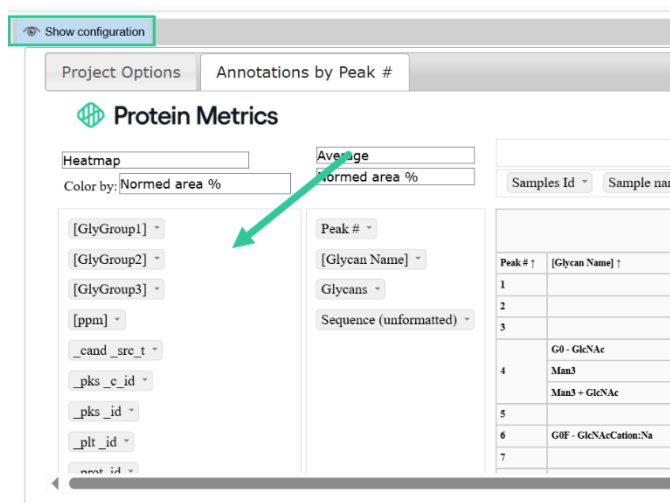 Show configuration
Project Options
Annotations by Peak #
Protein Metrics
Heatmap
Average
Color by: Normed area %
Normed area %
Samples Id
[GlyGroup1]
[GlyGroup2]
[GlyGroup3]
[ppm]
_cand _src_t
_pks _c_id
_pks _id
_plt _id
Peak #
[Glycan Name]
Glycans
Sequence (unformatted)
Peak # ↑ [Glycan Name] ↑
1
2
3
4
G0 - GlcNAc
Man3
Man3 + GlcNAc
5
6 G0F - GlcNAcCation:Na
7